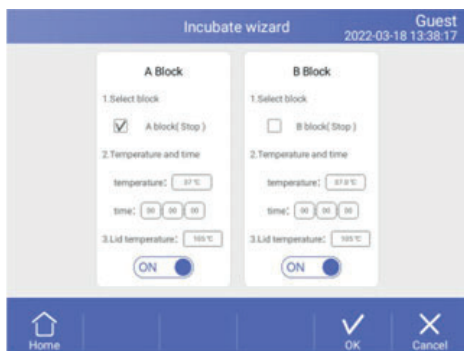 Incubate wizard
Guest
2022-03-18 13:38:17
A Block
1.Select block
A block( Stop )
2.Temperature and time
temperature: 37 ℃
time: 00 00 00
3.Lid temperature: 105 ℃
ON
B Block
1.Select block
B block( Stop )
2.Temperature and time
temperature: 37.0 ℃
time: 00 00 00
3.Lid temperature: 105 ℃
ON
Home
OK
Cancel